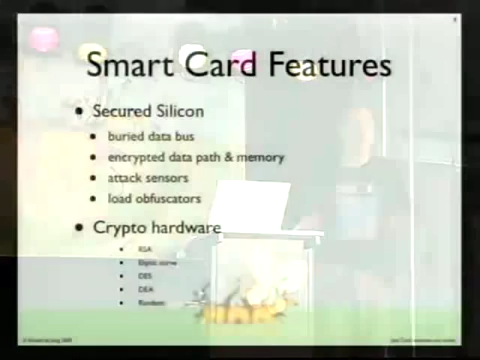 Smart Card Features
• Secured Silicon
• buried data bus
• encrypted data path & memory
• attack sensors
• load obfuscators
• Crypto hardware
• RSA
• Elliptic curve
• DES
• Random